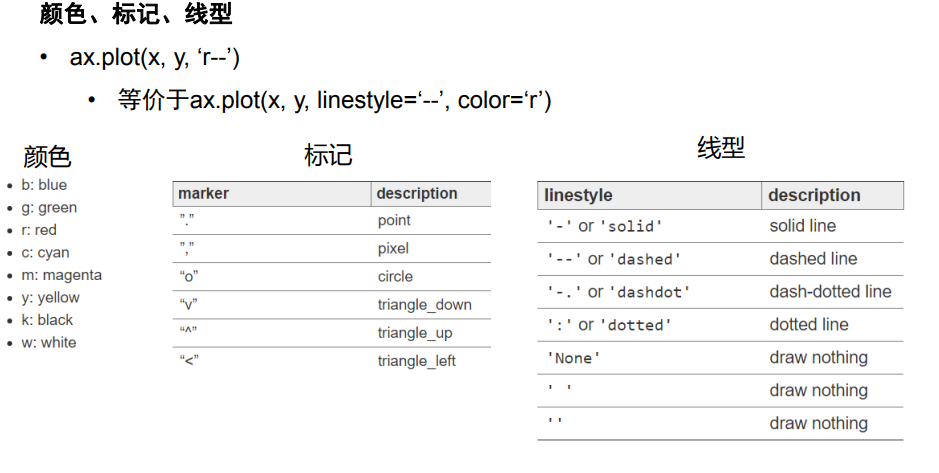 颜色、标记、线型
• ax.plot(x, y, ‘r--’)
• 等价于ax.plot(x, y, linestyle=‘--’, color=‘r’)
颜色
• b: blue
• g: green
• r: red
• c: cyan
• m: magenta
• y: yellow
• k: black
• w: white
标记
marker description
”.” point
”,” pixel
“o” circle
“v” triangle_down
“^” triangle_up
“<” triangle_left
线型
linestyle description
'-' or 'solid' solid line
'--' or 'dashed' dashed line
'-.' or 'dashdot' dash-dotted line
':' or 'dotted' dotted line
'None' draw nothing
' ' draw nothing
'' draw nothing